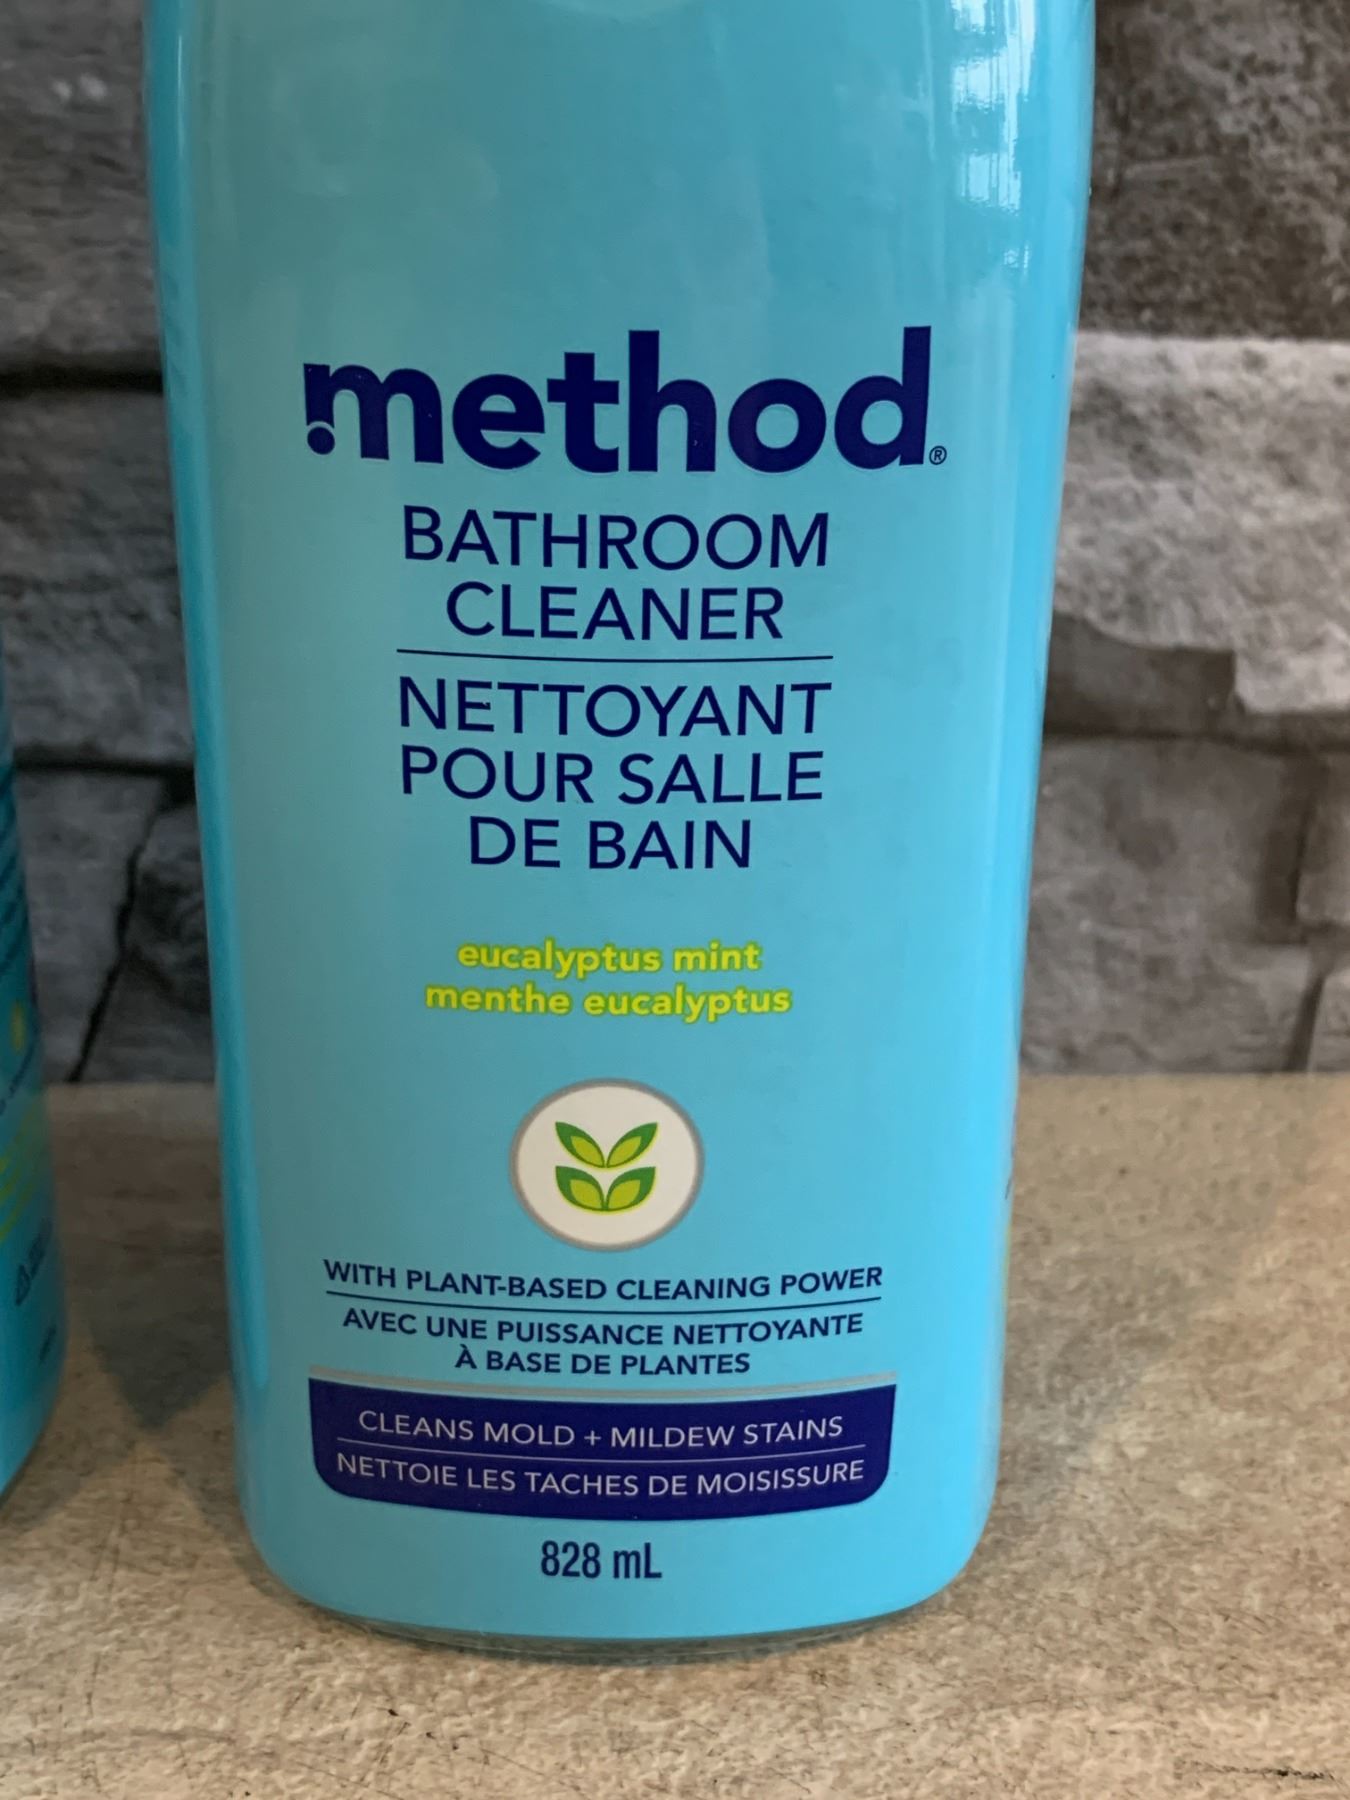 method®
BATHROOM
CLEANER
NETTOYANT
POUR SALLE
DE BAIN
eucalyptus mint
menthe eucalyptus
WITH PLANT-BASED CLEANING POWER
AVEC UNE PUISSANCE NETTOYANTE
À BASE DE PLANTES
CLEANS MOLD + MILDEW STAINS
NETTOIE LES TACHES DE MOISISSURE
828 mL